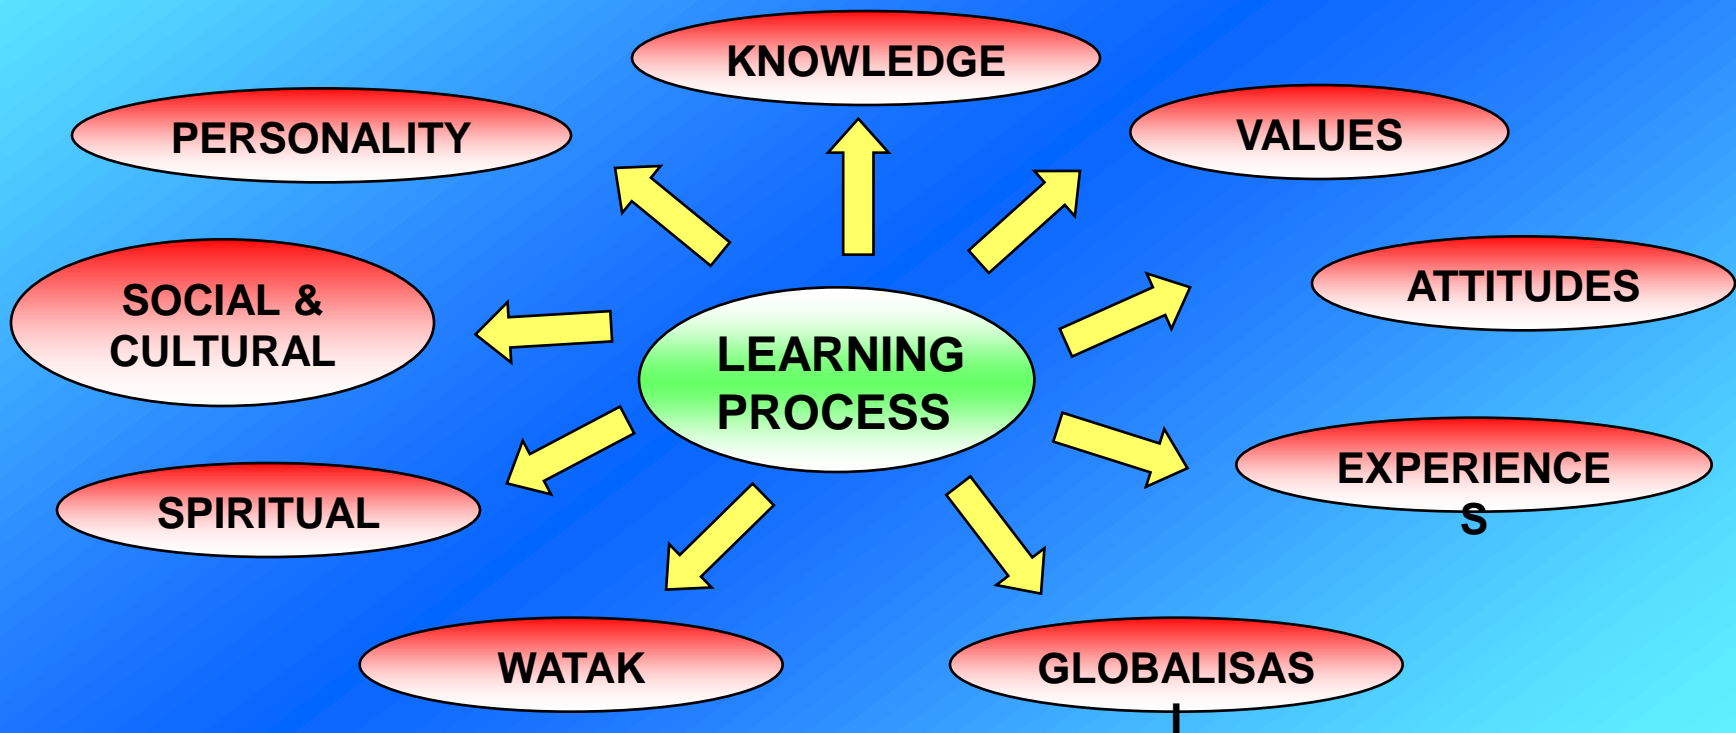 KNOWLEDGE
PERSONALITY
VALUES
SOCIAL &
CULTURAL
ATTITUDES
LEARNING
PROCESS
EXPERIENCE
S
SPIRITUAL
WATAK
GLOBALISAS
I